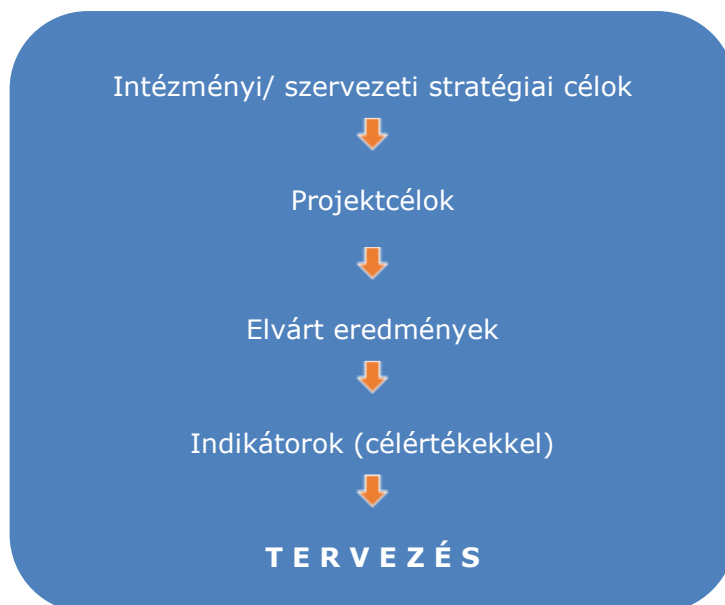 Intézményi/ szervezeti stratégiai célok
Projektcélok
Elvárt eredmények
Indikátorok (célértékekkel)
T E R V E Z É S